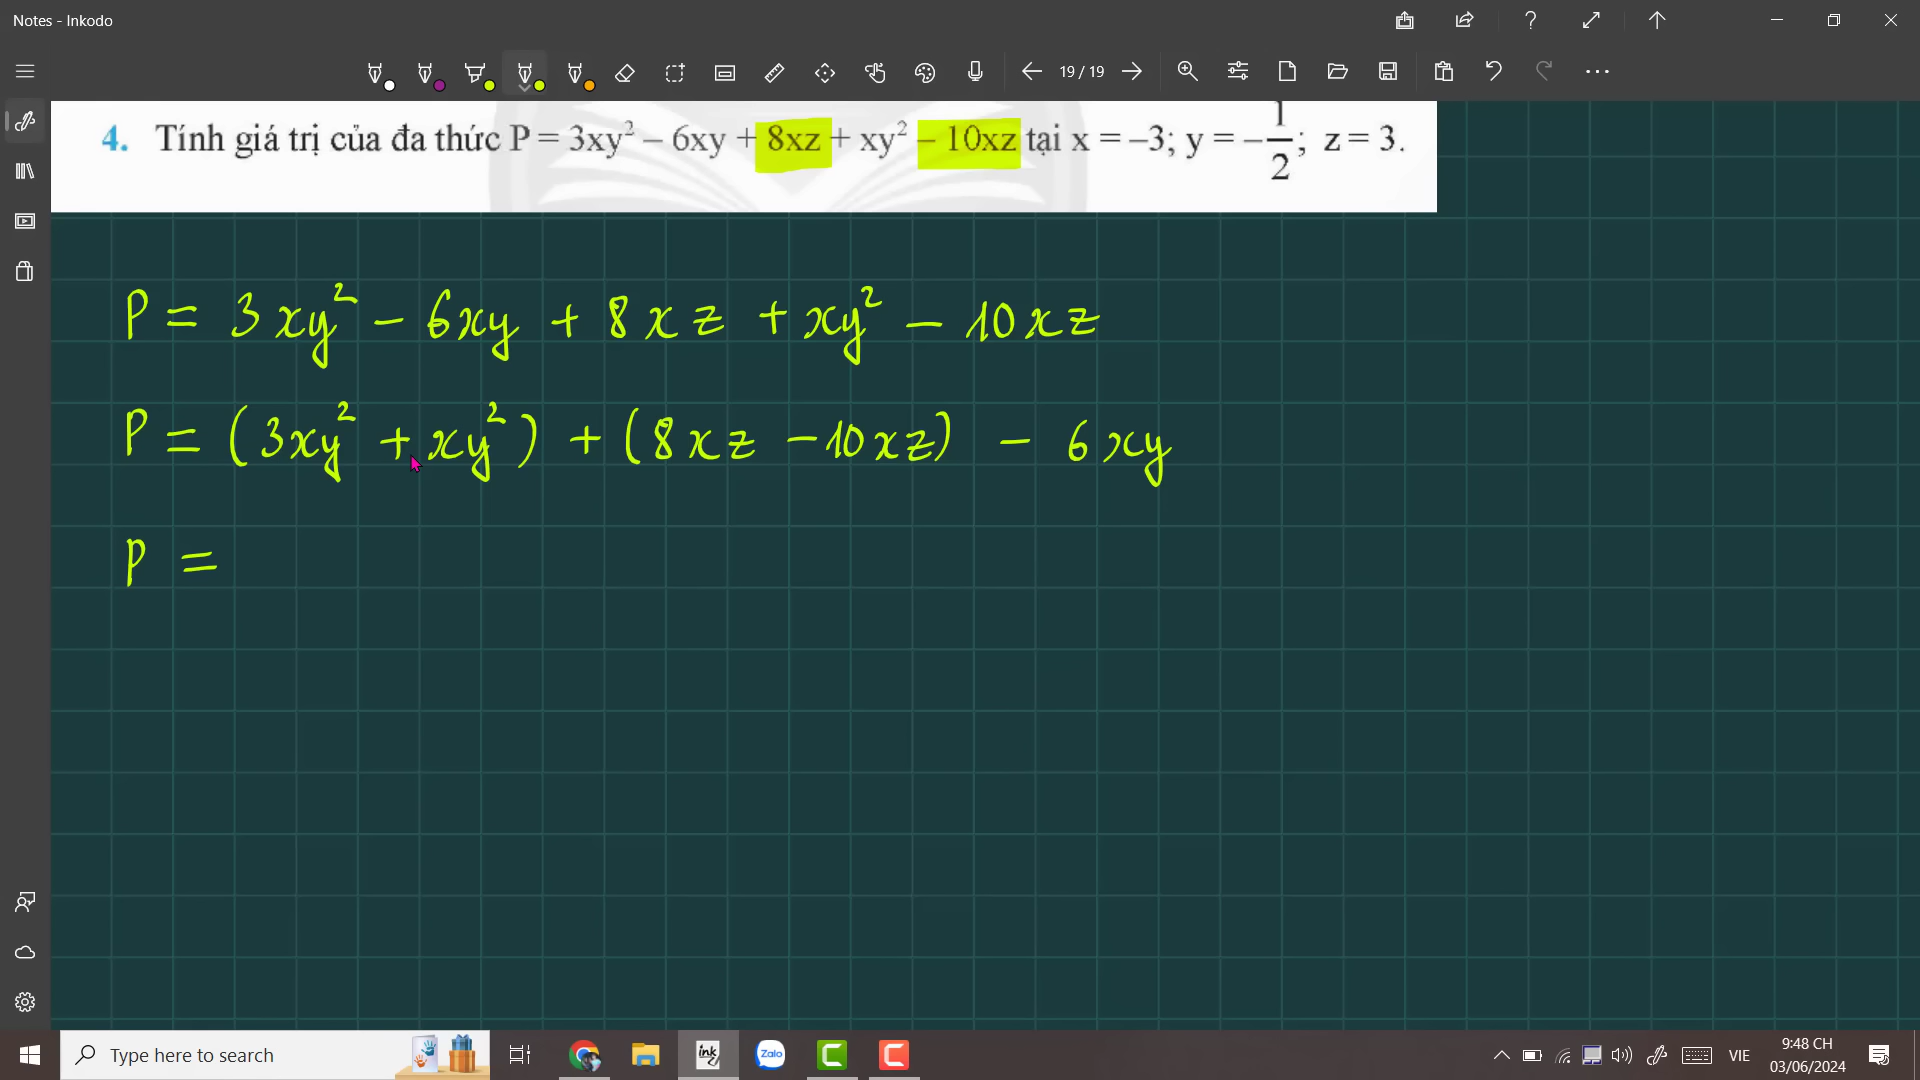 Notes - Inkodo
19 / 19
4. Tính giá trị của đa thức P = 3xy² – 6xy + 8xz + xy² – 10xz tại x = –3; y = –1/2; z = 3.
P = 3xy² – 6xy + 8xz + xy² – 10xz
P = (3xy² + xy²) + (8xz – 10xz) – 6xy
P =
Type here to search
ink
Zalo
VIE
9:48 CH
03/06/2024